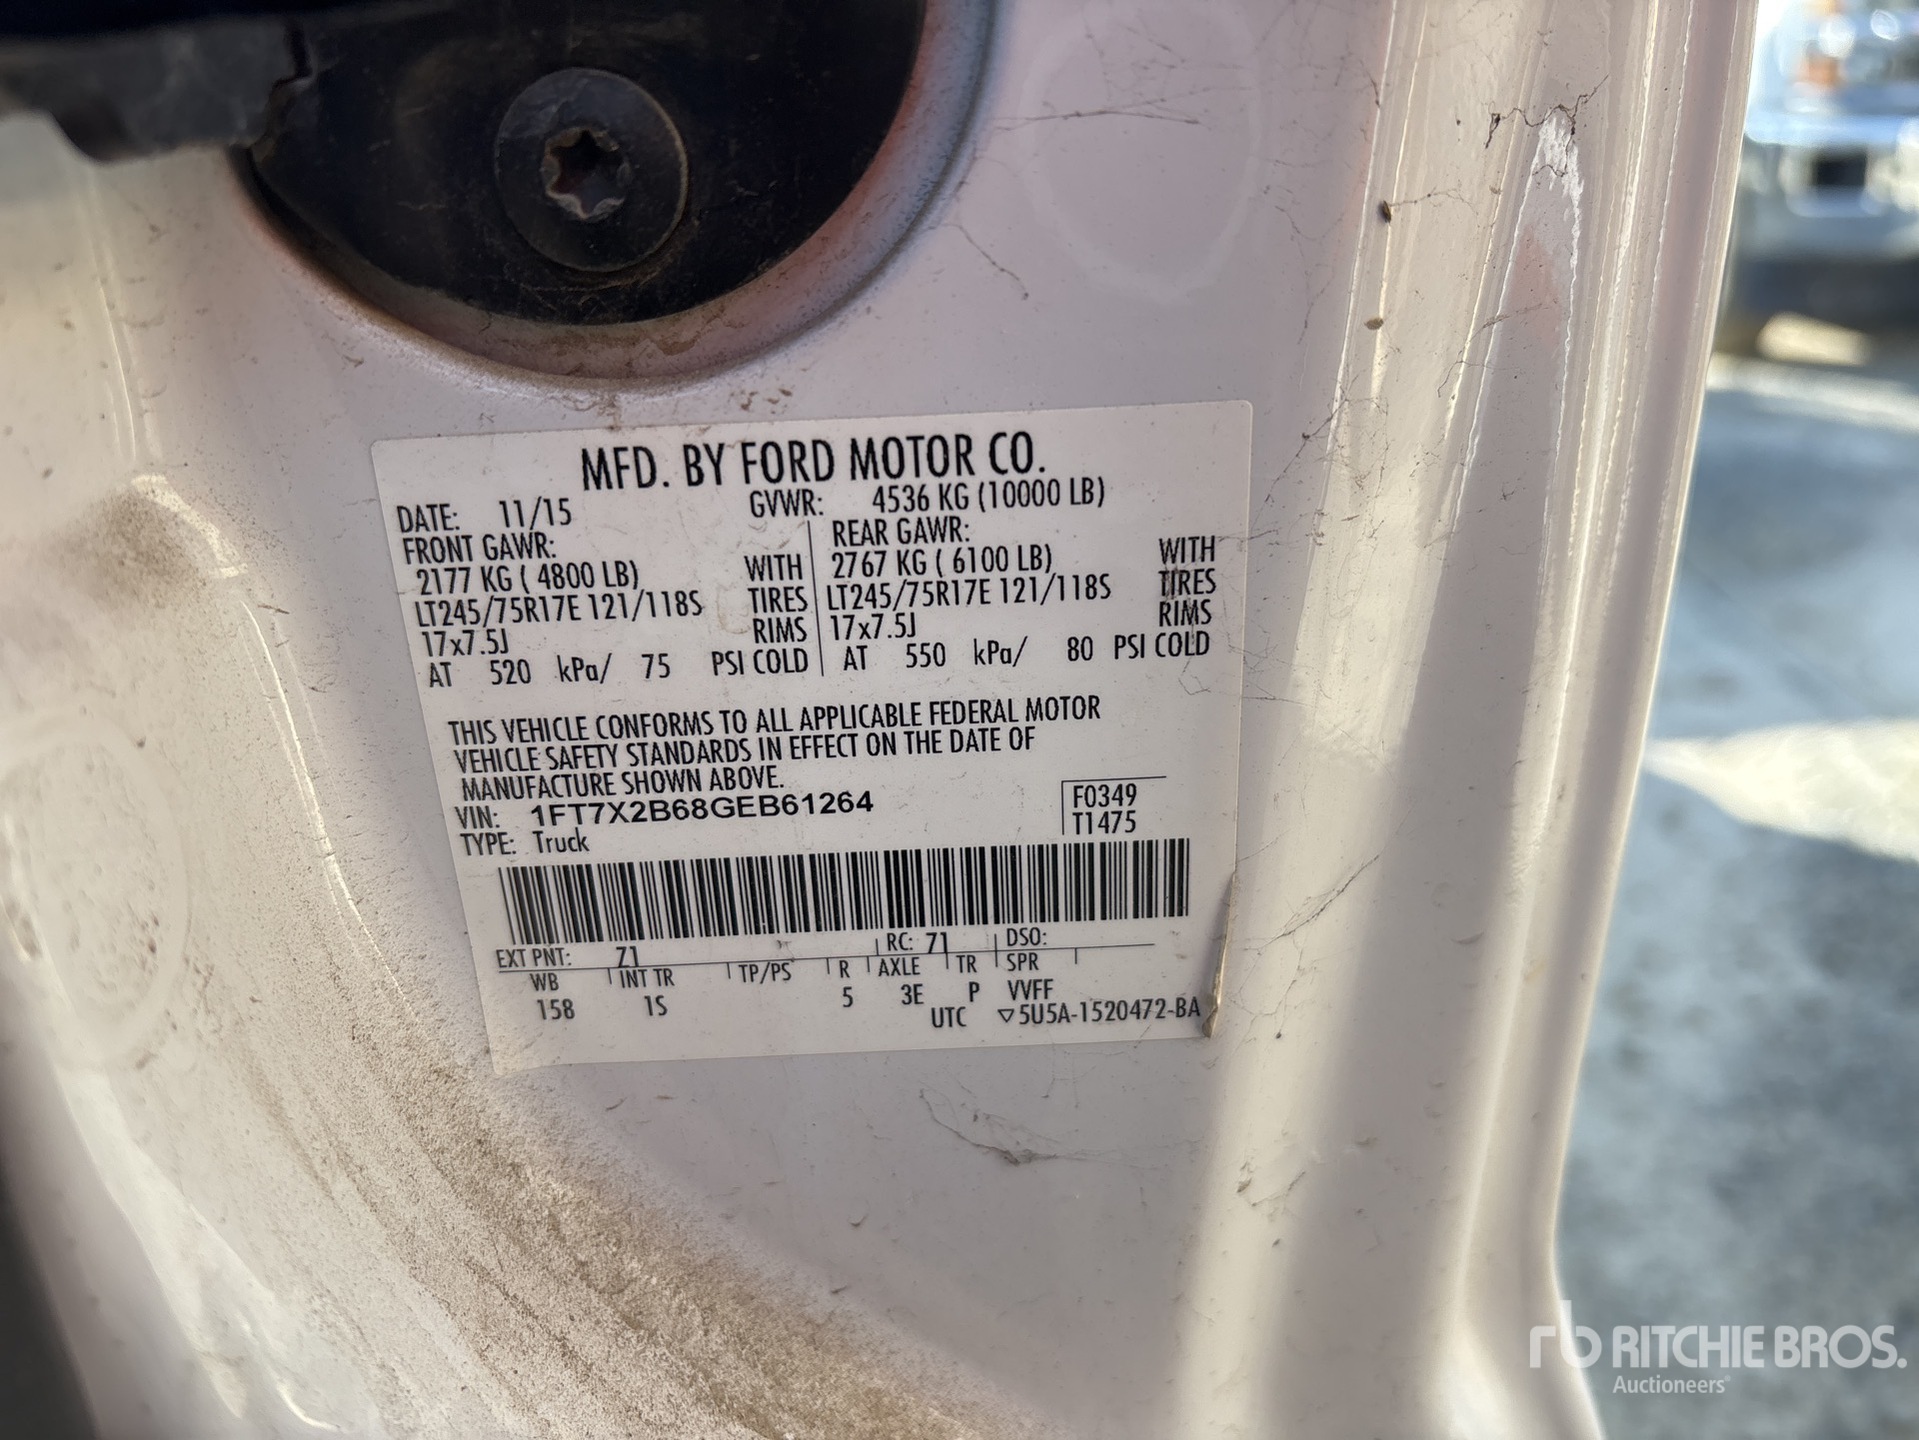 MFD. BY FORD MOTOR CO.
DATE: 11/15 GVWR: 4536 KG (10000 LB)
FRONT GAWR: REAR GAWR:
2177 KG ( 4800 LB) WITH 2767 KG ( 6100 LB) WITH
LT245/75R17E 121/118S TIRES LT245/75R17E 121/118S TIRES
17x7.5J RIMS 17x7.5J RIMS
AT 520 kPa/ 75 PSI COLD AT 550 kPa/ 80 PSI COLD
THIS VEHICLE CONFORMS TO ALL APPLICABLE FEDERAL MOTOR
VEHICLE SAFETY STANDARDS IN EFFECT ON THE DATE OF
MANUFACTURE SHOWN ABOVE.
VIN: 1FT7X2B68GEB61264 F0349
TYPE: Truck T1475
EXT PNT: Z1 RC: 71 DSO:
WB INT TR TP/PS R AXLE TR SPR
158 1S 5 3E P VVFF
UTC ▽5U5A-1520472-BA
rb RITCHIE BROS.
Auctioneers